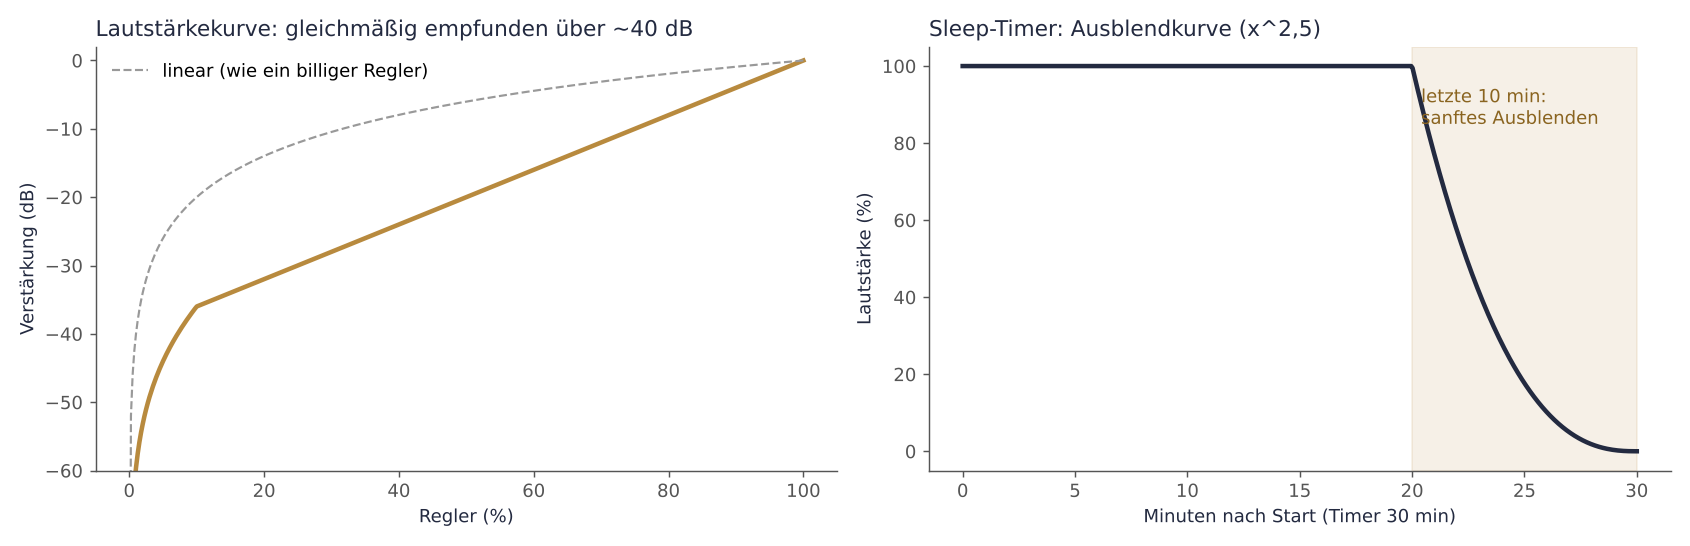 Lautstärkekurve: gleichmäßig empfunden über ~40 dB
linear (wie ein billiger Regler)
0
−10
−20
−30
−40
−50
−60
Verstärkung (dB)
0 20 40 60 80 100
Regler (%)
Sleep-Timer: Ausblendkurve (x^2,5)
letzte 10 min:
sanftes Ausblenden
100
80
60
40
20
0
Lautstärke (%)
0 5 10 15 20 25 30
Minuten nach Start (Timer 30 min)